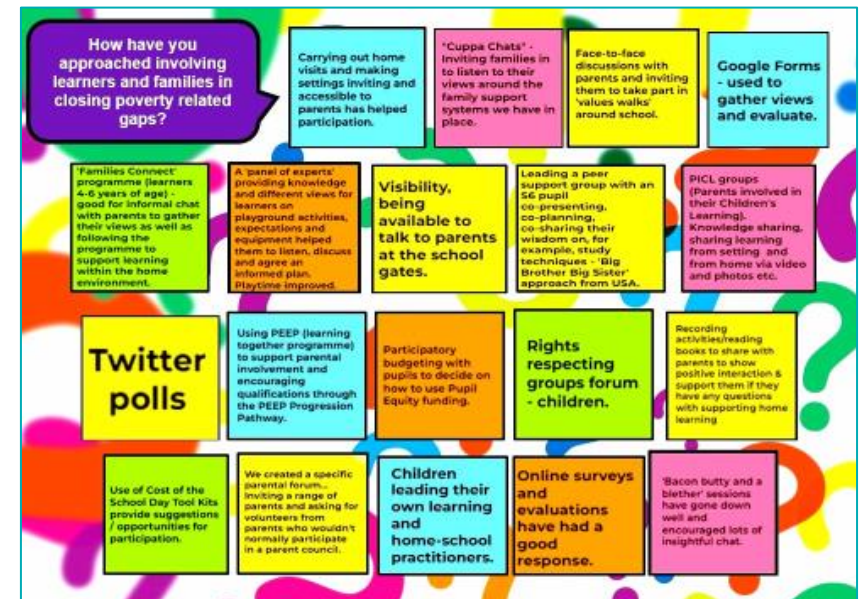 How have you
approached involving
learners and families in
closing poverty related
gaps?
Carrying out home
visits and making
settings inviting and
accessible to
parents has helped
participation.
"Cuppa Chats" -
Inviting families in
to listen to their
views around the
family support
systems we have in
place.
Face-to-face
discussions with
parents and inviting
them to take part in
'values walks'
around school.
Google Forms
- used to
gather views
and evaluate.
'Families Connect'
programme (learners
4-6 years of age) -
good for informal chat
with parents to gather
their views as well as
following the
programme to
support learning
within the home
environment.
A 'panel of experts'
providing knowledge
and different views for
learners on
playground activities,
expectations and
equipment helped
them to listen, discuss
and agree an
informed plan.
Playtime improved.
Visibility,
being
available to
talk to parents
at the school
gates.
Leading a peer
support group with an
S6 pupil
co-presenting,
co-planning,
co-sharing their
wisdom on, for
example, study
techniques - 'Big
Brother Big Sister'
approach from USA.
PICL groups
(Parents involved in
their Children's
Learning).
Knowledge sharing,
sharing learning
from setting and
from home via video
and photos etc.
Twitter
polls
Using PEEP (learning
together programme)
to support parental
involvement and
encouraging
qualifications through
the PEEP Progression
Pathway.
Participatory
budgeting with
pupils to decide on
how to use Pupil
Equity funding.
Rights
respecting
groups forum
- children.
Recording
activities/reading
books to share with
parents to show
positive interaction &
support them if they
have any questions
with supporting home
learning
Use of Cost of the
School Day Tool Kits
provide suggestions
/ opportunities for
participation.
We created a specific
parental forum...
Inviting a range of
parents and asking for
volunteers from
parents who wouldn't
normally participate
in a parent council.
Children
leading their
own learning
and
home-school
practitioners.
Online surveys
and
evaluations
have had a
good
response.
'Bacon butty and a
blether' sessions
have gone down
well and
encouraged lots of
insightful chat.